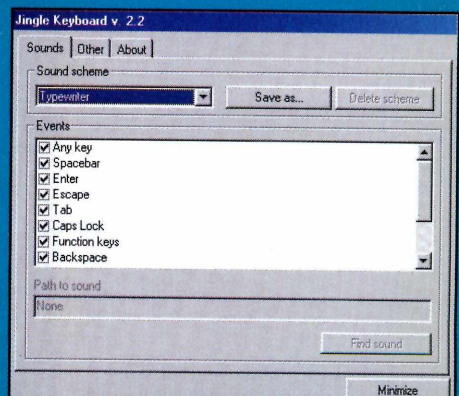 Jingle Keyboard v. 2.2
Sounds Other About
Sound scheme
Typewriter Save as... Delete scheme
Events
Any key
Spacebar
Enter
Escape
Tab
Caps Lock
Function keys
Backspace
Path to sound
None
Find sound
Minimize